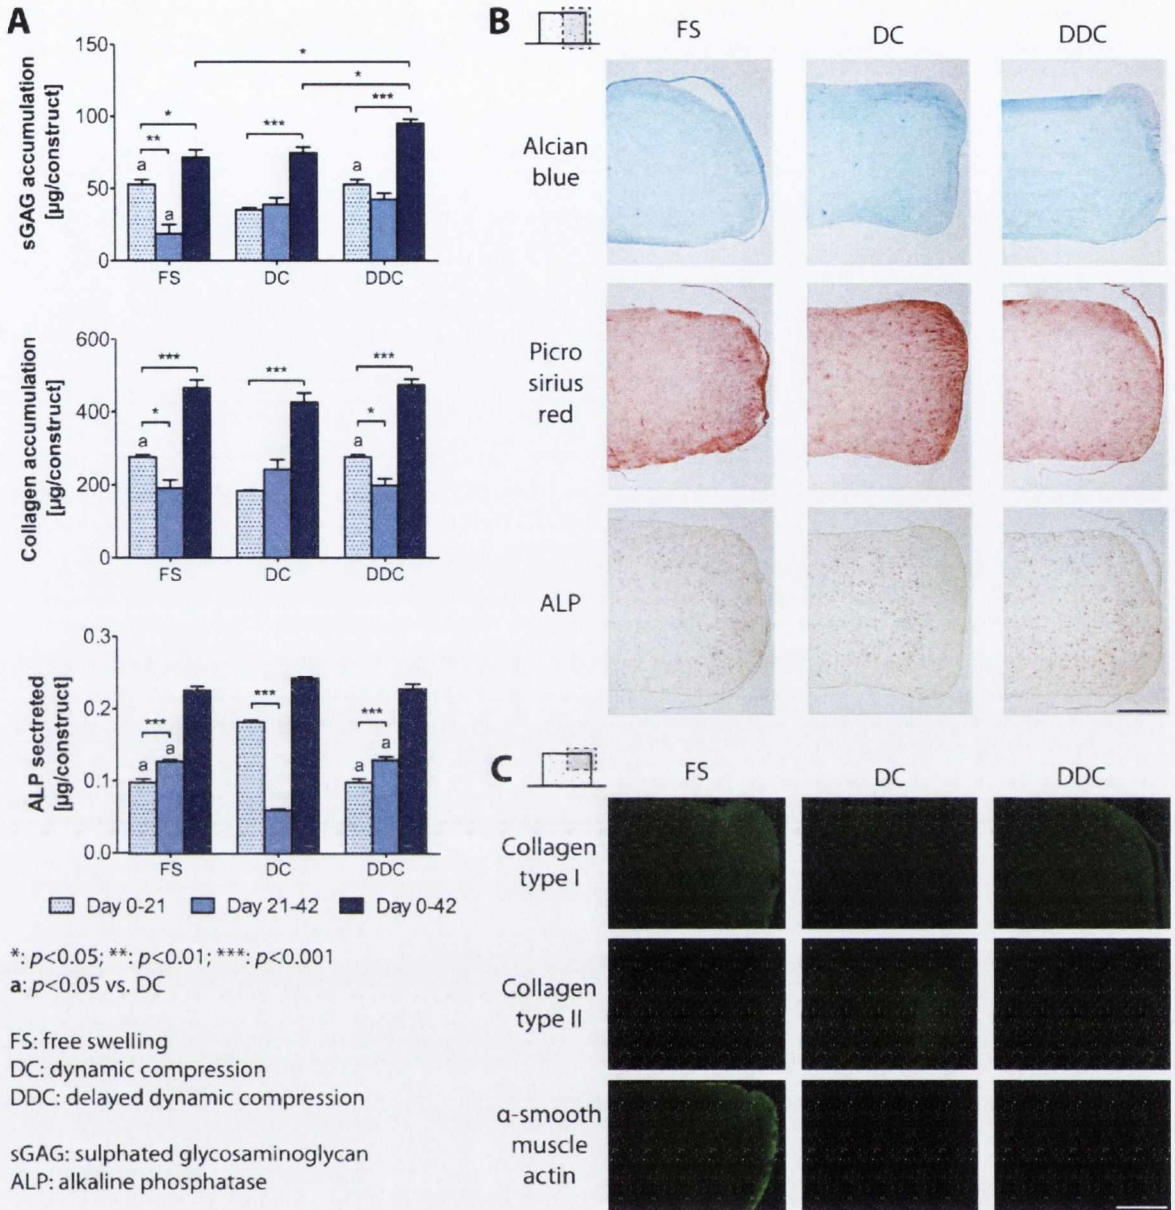 A
sGAG accumulation
[µg/construct]
150
100
50
0
*
*
***
*
**
***
a
a
a
FS
DC
DDC
Collagen accumulation
[µg/construct]
600
400
200
0
***
***
***
*
*
a
a
FS
DC
DDC
ALP sectreted
[µg/construct]
0.3
0.2
0.1
0.0
***
***
***
a
a
a
a
FS
DC
DDC
Day 0-21
Day 21-42
Day 0-42
*: p<0.05; **: p<0.01; ***: p<0.001
a: p<0.05 vs. DC
FS: free swelling
DC: dynamic compression
DDC: delayed dynamic compression
sGAG: sulphated glycosaminoglycan
ALP: alkaline phosphatase
B
FS
DC
DDC
Alcian
blue
Picro
sirius
red
ALP
C
FS
DC
DDC
Collagen
type I
Collagen
type II
α-smooth
muscle
actin